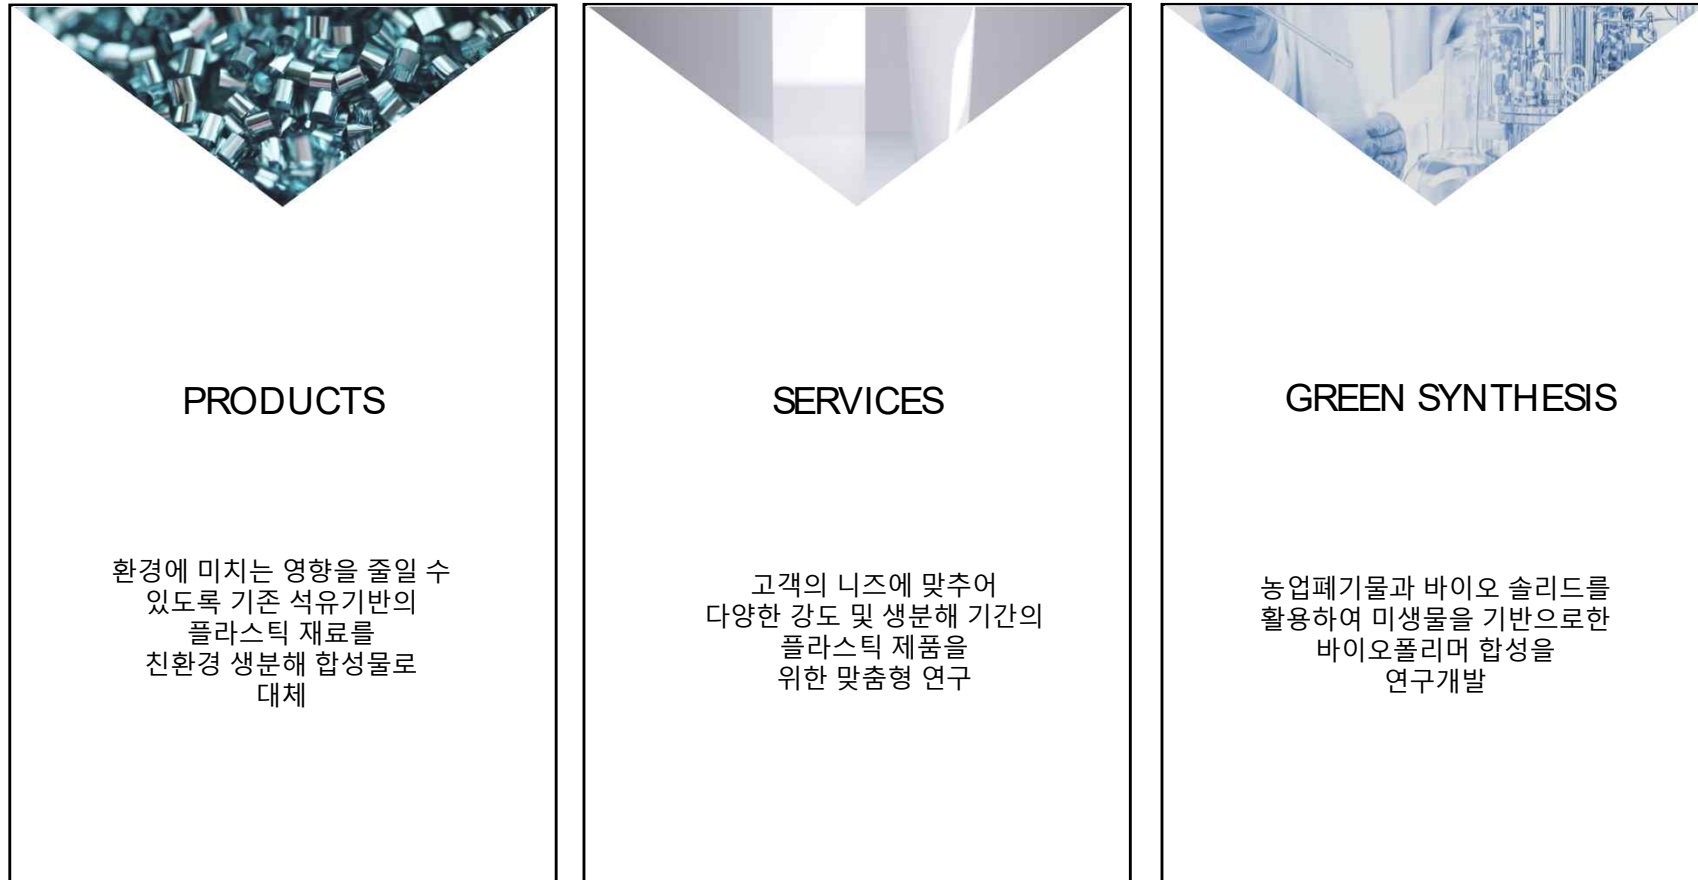 PRODUCTS
환경에 미치는 영향을 줄일 수
있도록 기존 석유기반의
플라스틱 재료를
친환경 생분해 합성물로
대체
SERVICES
고객의 니즈에 맞추어
다양한 강도 및 생분해 기간의
플라스틱 제품을
위한 맞춤형 연구
GREEN SYNTHESIS
농업폐기물과 바이오 솔리드를
활용하여 미생물을 기반으로한
바이오폴리머 합성을
연구개발